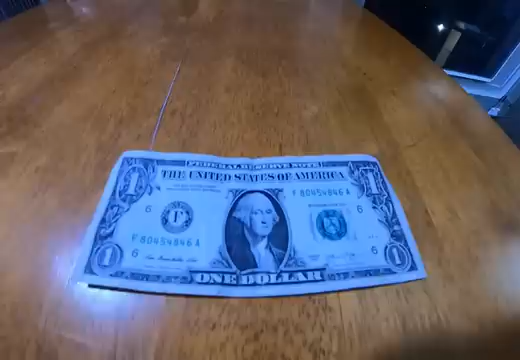 FEDERAL RESERVE NOTE
THE UNITED STATES OF AMERICA
1
1
F 80454846 A
6
6
F
F 80454846 A
6
6
1
1
ONE DOLLAR